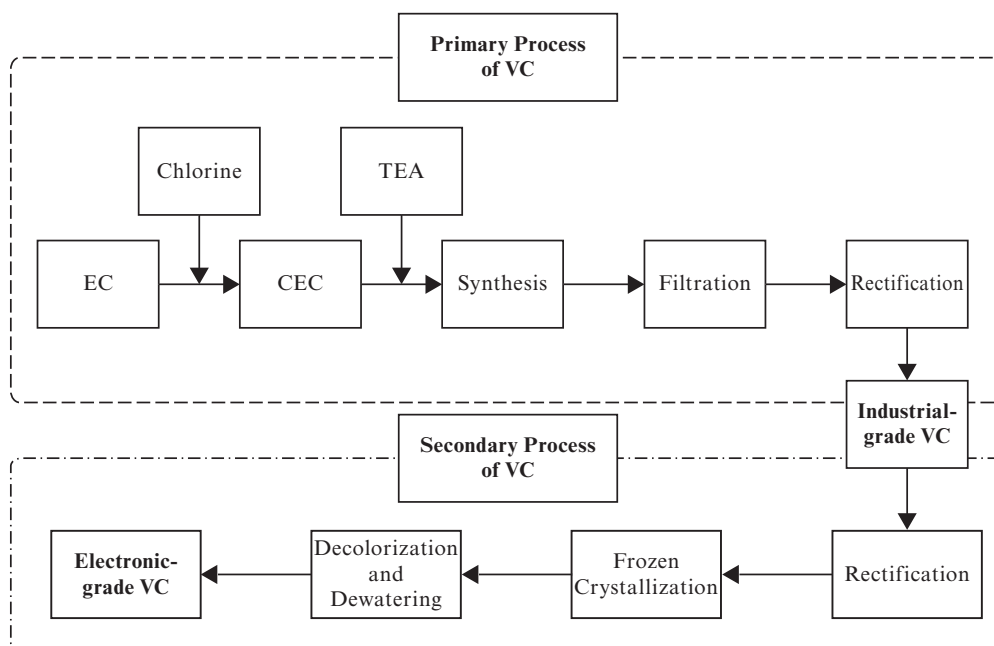 Primary Process
of VC
Chlorine
TEA
EC
CEC
Synthesis
Filtration
Rectification
Industrial-
grade VC
Secondary Process
of VC
Electronic-
grade VC
Decolorization
and
Dewatering
Frozen
Crystallization
Rectification